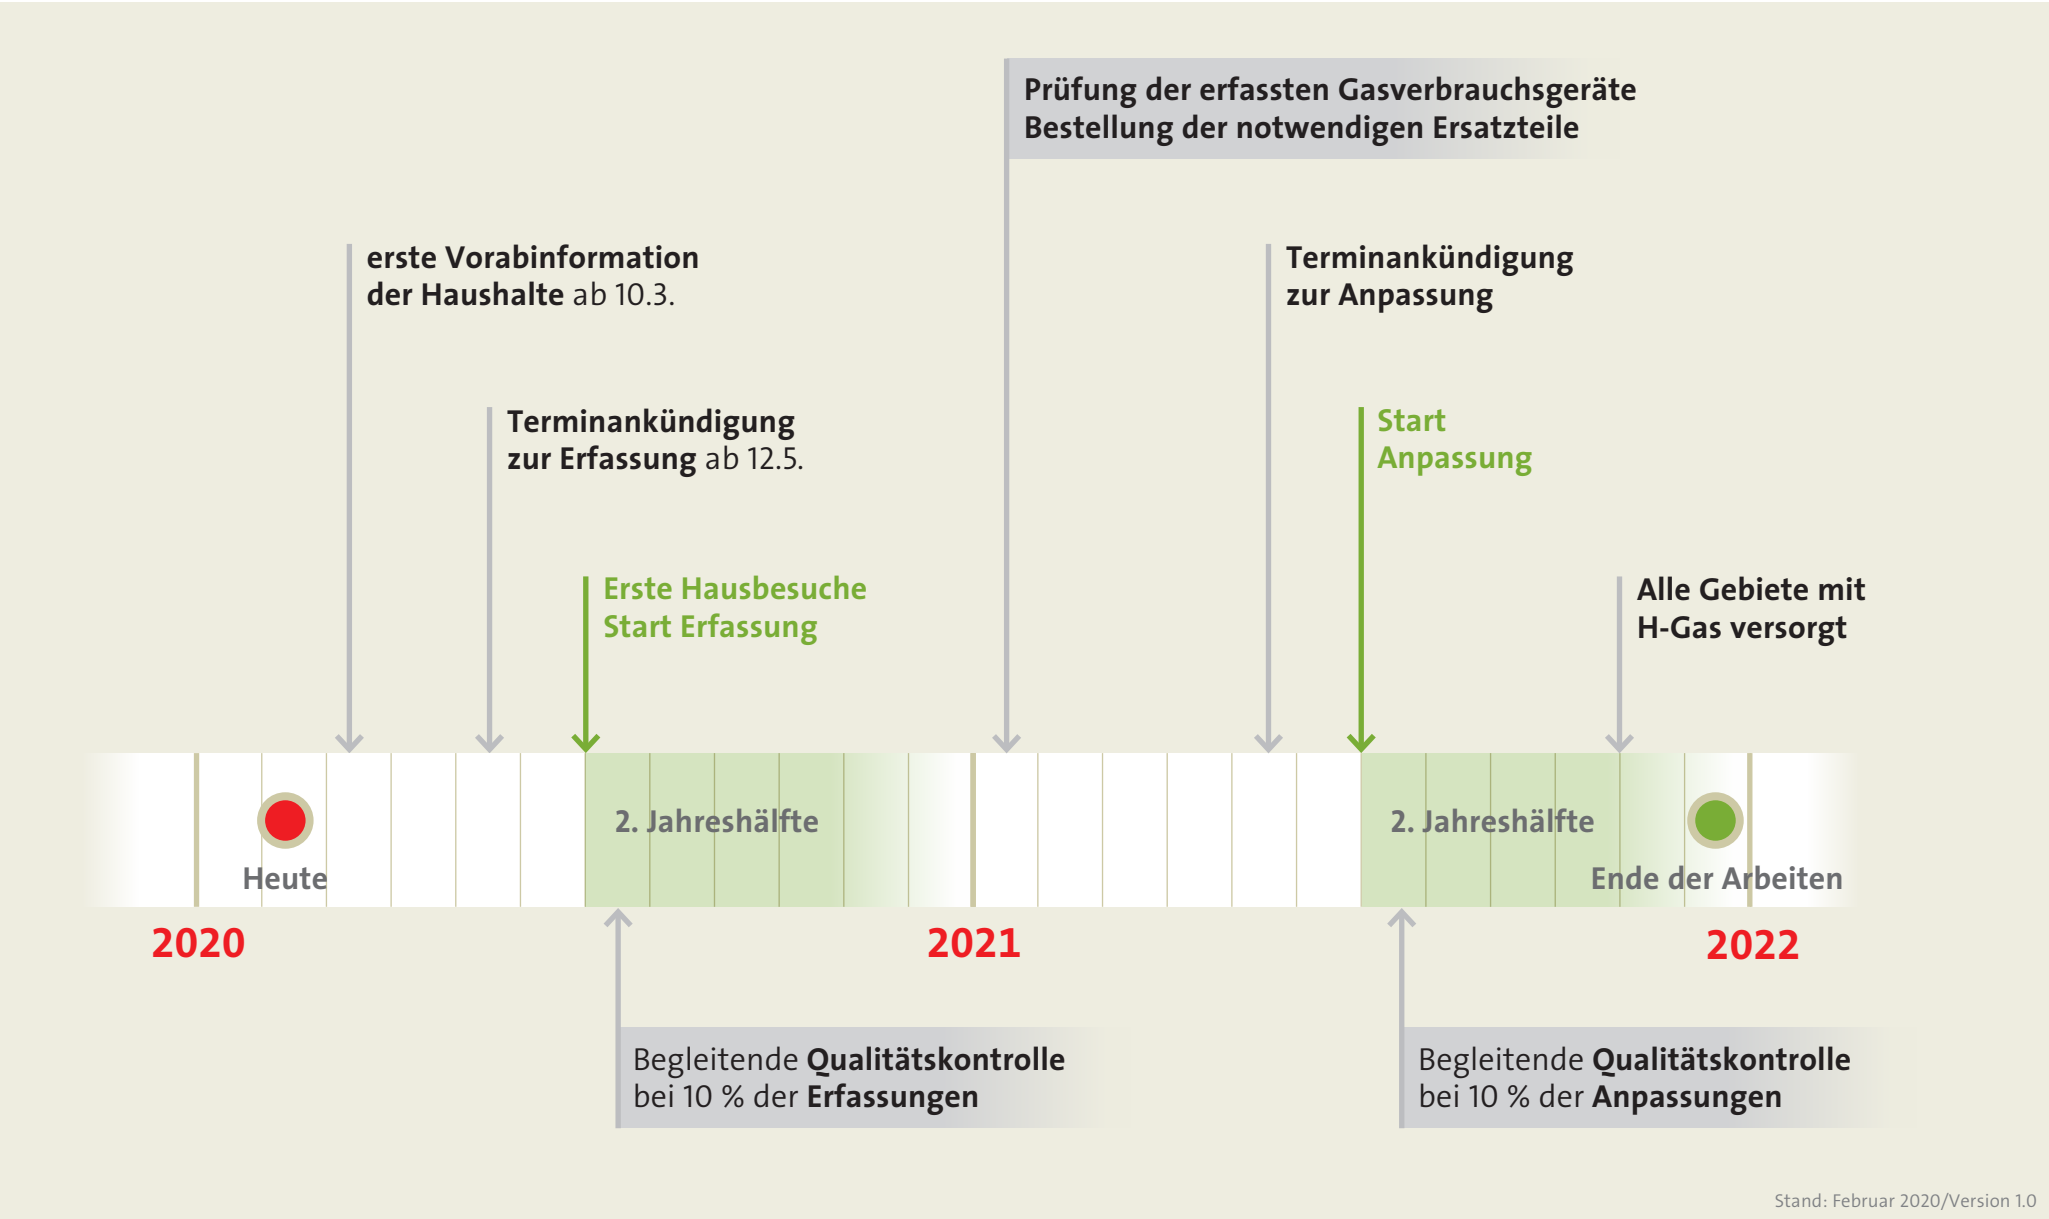 Prüfung der erfassten Gasverbrauchsgeräte
Bestellung der notwendigen Ersatzteile
erste Vorabinformation
der Haushalte ab 10.3.
Terminankündigung
zur Anpassung
Terminankündigung
zur Erfassung ab 12.5.
Start
Anpassung
Erste Hausbesuche
Start Erfassung
Alle Gebiete mit
H-Gas versorgt
2. Jahreshälfte
2. Jahreshälfte
Heute
Ende der Arbeiten
2020
2021
2022
Begleitende Qualitätskontrolle
bei 10 % der Erfassungen
Begleitende Qualitätskontrolle
bei 10 % der Anpassungen
Stand: Februar 2020/Version 1.0